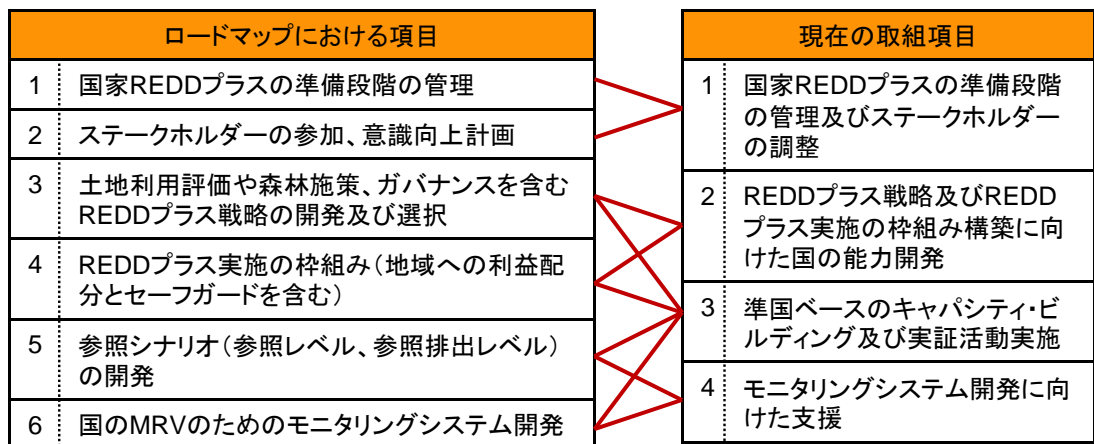 ロードマップにおける項目
1 国家REDDプラスの準備段階の管理
2 ステークホルダーの参加、意識向上計画
3 土地利用評価や森林施策、ガバナンスを含む
REDDプラス戦略の開発及び選択
4 REDDプラス実施の枠組み(地域への利益配
分とセーフガードを含む)
5 参照シナリオ(参照レベル、参照排出レベル)
の開発
6 国のMRVのためのモニタリングシステム開発
現在の取組項目
1 国家REDDプラスの準備段階
の管理及びステークホルダー
の調整
2 REDDプラス戦略及びREDD
プラス実施の枠組み構築に向
けた国の能力開発
3 準国ベースのキャパシティ・ビ
ルディング及び実証活動実施
4 モニタリングシステム開発に向
けた支援